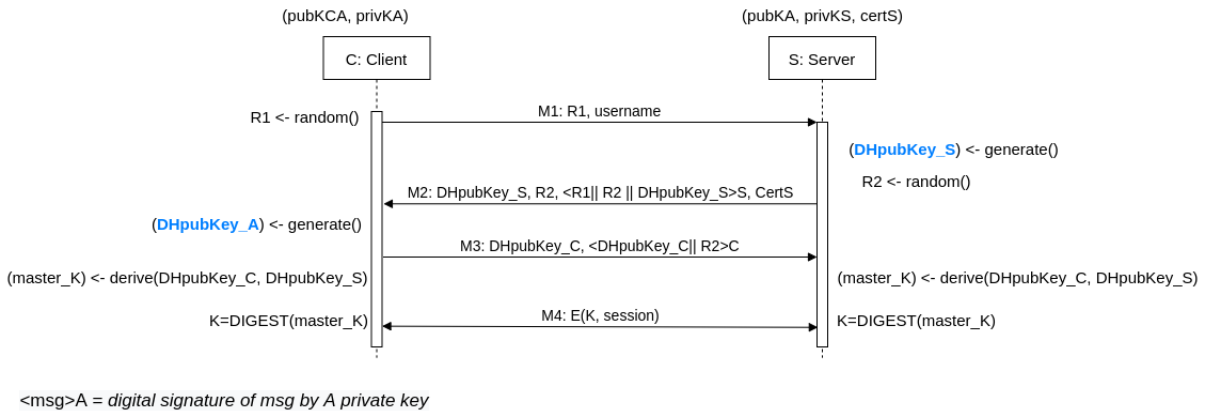 (pubKCA, privKA)
(pubKA, privKS, certS)
C: Client
S: Server
R1 <- random()
M1: R1, username
(DHpubKey_S) <- generate()
R2 <- random()
M2: DHpubKey_S, R2, <R1|| R2 || DHpubKey_S>S, CertS
(DHpubKey_A) <- generate()
M3: DHpubKey_C, <DHpubKey_C|| R2>C
(master_K) <- derive(DHpubKey_C, DHpubKey_S)
(master_K) <- derive(DHpubKey_C, DHpubKey_S)
K=DIGEST(master_K)
M4: E(K, session)
K=DIGEST(master_K)
<msg>A = digital signature of msg by A private key